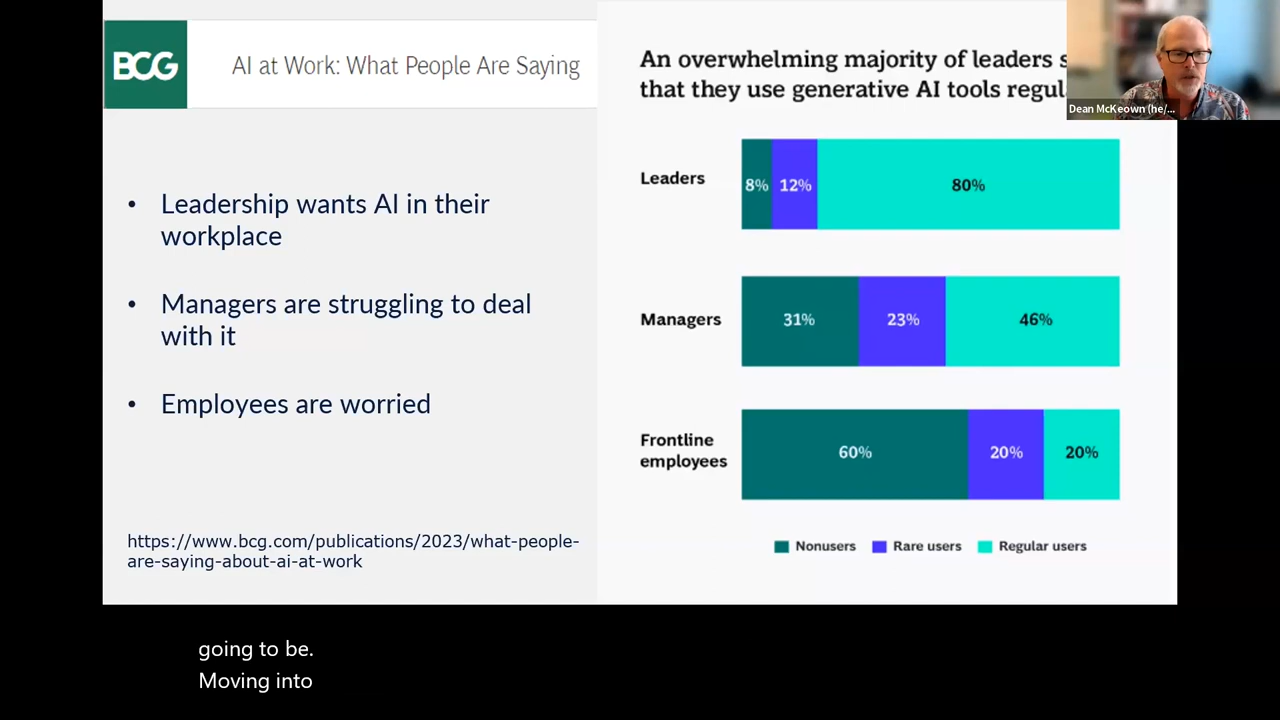 BCG
AI at Work: What People Are Saying
• Leadership wants AI in their
workplace
• Managers are struggling to deal
with it
• Employees are worried
https://www.bcg.com/publications/2023/what-people-
are-saying-about-ai-at-work
An overwhelming majority of leaders s
that they use generative AI tools regul
Dean McKeown (he/...
Leaders
8% 12% 80%
Managers
31% 23% 46%
Frontline
employees
60% 20% 20%
Nonusers Rare users Regular users
going to be.
Moving into